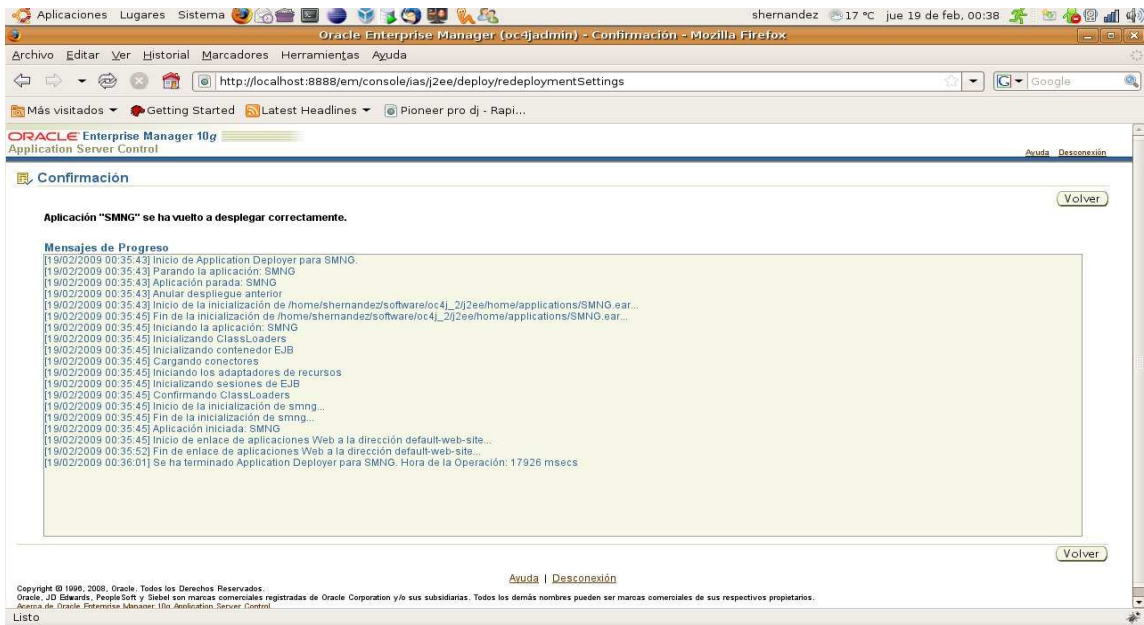 Aplicaciones Lugares Sistema shernandez 17 °C jue 19 de feb, 00:38
Oracle Enterprise Manager (oc4jadmin) - Confirmación - Mozilla Firefox
Archivo Editar Ver Historial Marcadores Herramientas Ayuda
http://localhost:8888/em/console/ias/j2ee/deploy/redeploymentSettings G Google
Más visitados Getting Started Latest Headlines Pioneer pro dj - Rapi...
ORACLE Enterprise Manager 10g
Application Server Control Ayuda Desconexión
Confirmación
Volver
Aplicación "SMNG" se ha vuelto a desplegar correctamente.
Mensajes de Progreso
[19/02/2009 00:35:43] Inicio de Application Deployer para SMNG.
[19/02/2009 00:35:43] Parando la aplicación: SMNG
[19/02/2009 00:35:43] Aplicación parada: SMNG
[19/02/2009 00:35:43] Anular despliegue anterior
[19/02/2009 00:35:43] Inicio de la inicialización de /home/shernandez/software/oc4j_2/j2ee/home/applications/SMNG.ear...
[19/02/2009 00:35:45] Fin de la inicialización de /home/shernandez/software/oc4j_2/j2ee/home/applications/SMNG.ear...
[19/02/2009 00:35:45] Iniciando la aplicación: SMNG
[19/02/2009 00:35:45] Inicializando ClassLoaders
[19/02/2009 00:35:45] Inicializando contenedor EJB
[19/02/2009 00:35:45] Cargando conectores
[19/02/2009 00:35:45] Iniciando los adaptadores de recursos
[19/02/2009 00:35:45] Inicializando sesiones de EJB
[19/02/2009 00:35:45] Confirmando ClassLoaders
[19/02/2009 00:35:45] Inicio de la inicialización de smng...
[19/02/2009 00:35:45] Fin de la inicialización de smng...
[19/02/2009 00:35:45] Aplicación iniciada: SMNG
[19/02/2009 00:35:45] Inicio de enlace de aplicaciones Web a la dirección default-web-site...
[19/02/2009 00:35:52] Fin de enlace de aplicaciones Web a la dirección default-web-site...
[19/02/2009 00:36:01] Se ha terminado Application Deployer para SMNG. Hora de la Operación: 17926 msecs
Volver
Ayuda | Desconexión
Copyright © 1996, 2008, Oracle. Todos los Derechos Reservados.
Oracle, JD Edwards, PeopleSoft y Siebel son marcas comerciales registradas de Oracle Corporation y/o sus subsidiarias. Todos los demás nombres pueden ser marcas comerciales de sus respectivos propietarios.
Acerca de Oracle Enterprise Manager 10g Application Server Control
Listo